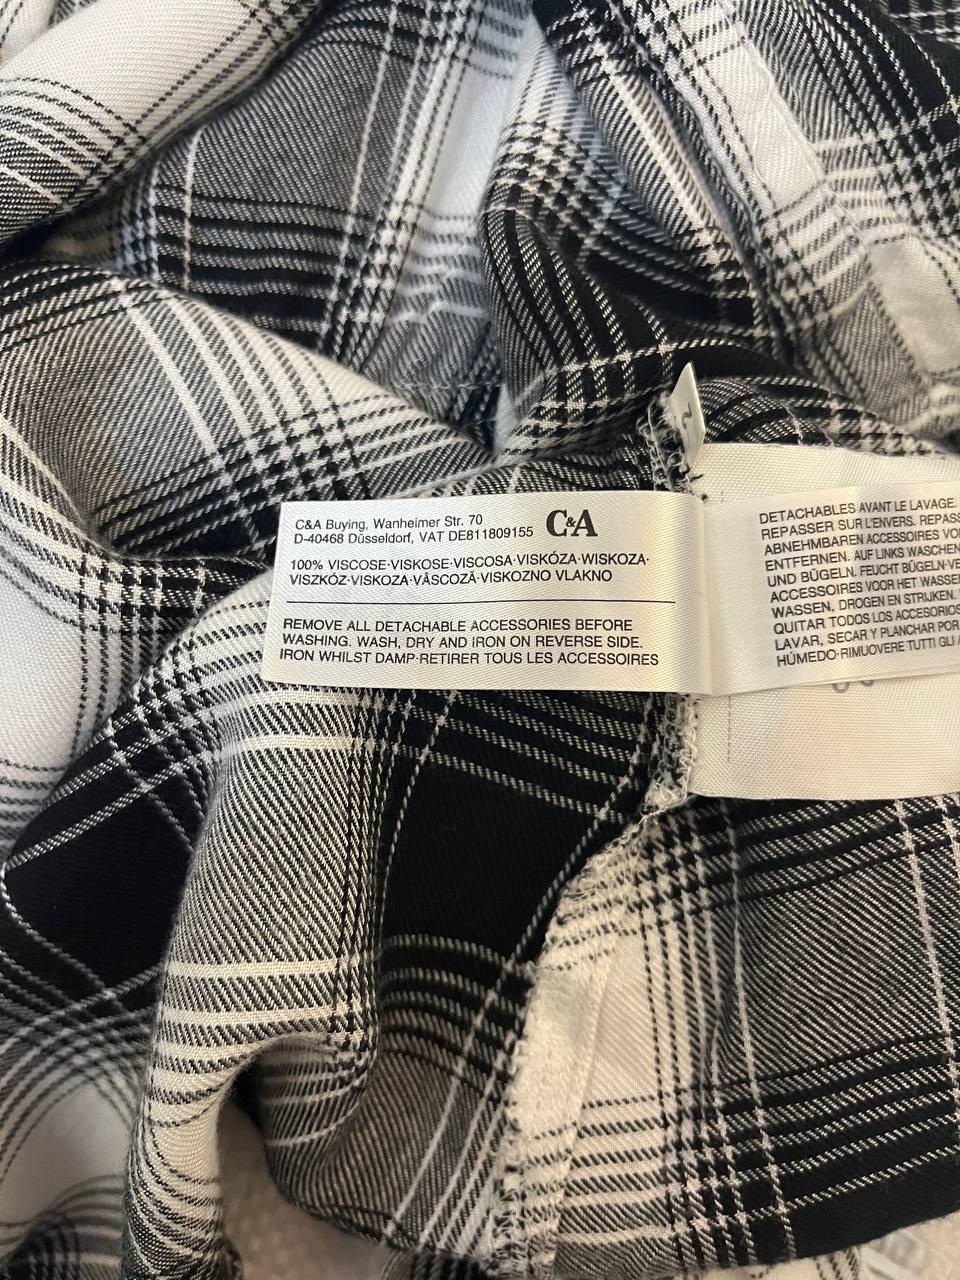 C&A Buying, Wanheimer Str. 70
D-40468 Düsseldorf, VAT DE811809155
C&A
100% VISCOSE·VISKOSE·VISCOSA·VISKÓZA·WISKOZA·
VISZKÓZ·VISKOZA·VÂSCOZĂ·VISKOZNO VLAKNO
REMOVE ALL DETACHABLE ACCESSORIES BEFORE
WASHING. WASH, DRY AND IRON ON REVERSE SIDE.
IRON WHILST DAMP·RETIRER TOUS LES ACCESSOIRES
DETACHABLES AVANT LE LAVAGE.
REPASSER SUR L'ENVERS.
ABNEHMBAREN ACCESSOIRES
ENTFERNEN. AUF LINKS WASCHEN
UND BÜGELN. FEUCHT BÜGELN·
ACCESSOIRES VOOR HET
WASSEN, DROGEN EN STRIJKEN.
QUITAR TODOS LOS ACCESORIOS
LAVAR, SECAR Y PLANCHAR POR
HÚMEDO·RIMUOVERE TUTTI GLI